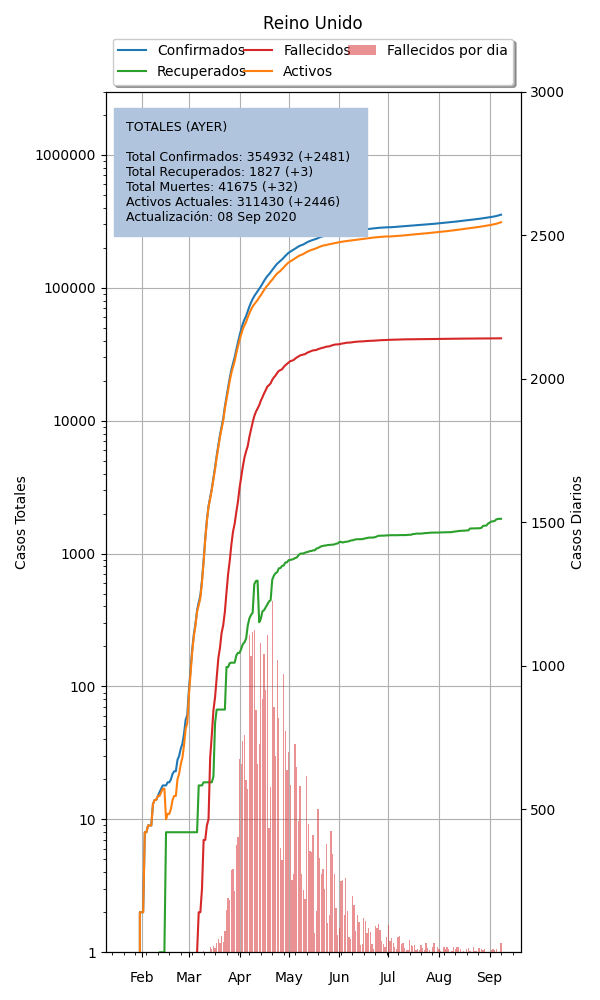 Reino Unido
Confirmados
Recuperados
Fallecidos
Activos
Fallecidos por dia
TOTALES (AYER)
Total Confirmados: 354932 (+2481)
Total Recuperados: 1827 (+3)
Total Muertes: 41675 (+32)
Activos Actuales: 311430 (+2446)
Actualización: 08 Sep 2020
Casos Totales
1000000
100000
10000
1000
100
10
1
Feb Mar Apr May Jun Jul Aug Sep
3000
2500
2000
1500
1000
500
Casos Diarios